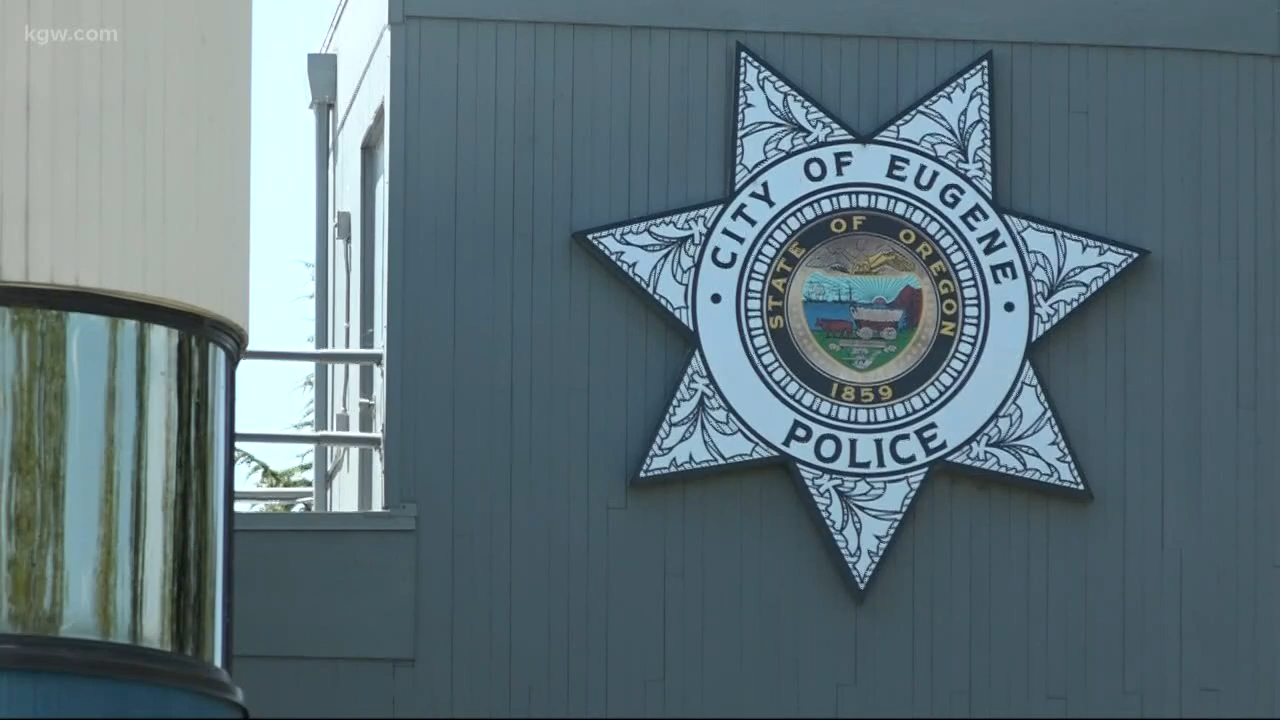 kgw.com
CITY OF EUGENE
STATE OF OREGON
1859
POLICE